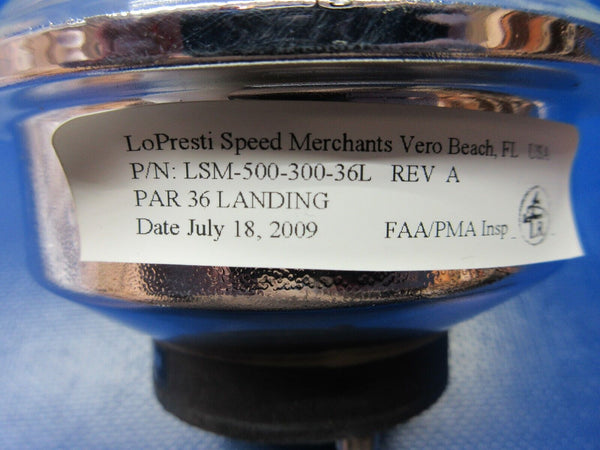 LoPresti Speed Merchants Vero Beach, FL USA
P/N: LSM-500-300-36L REV A
PAR 36 LANDING
Date July 18, 2009 FAA/PMA Insp